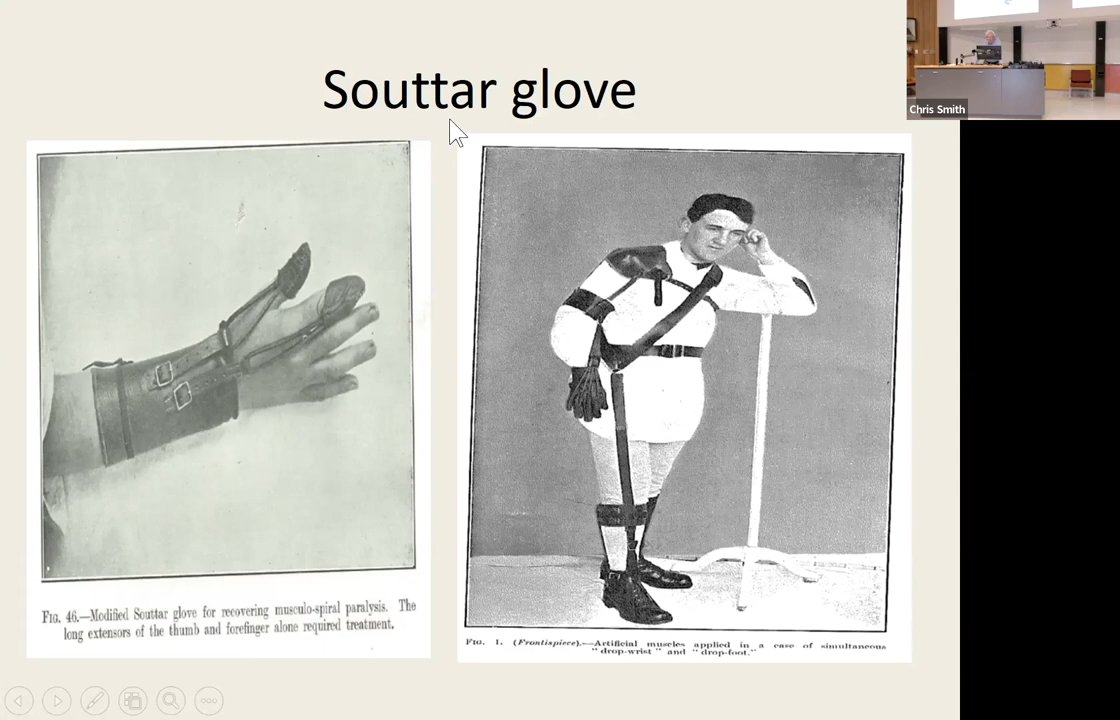 Souttar glove
Chris Smith
FIG. 46.—Modified Souttar glove for recovering musculo-spiral paralysis. The
long extensors of the thumb and forefinger alone required treatment.
FIG. 1. (Frontispiece).—Artificial muscles applied in a case of simultaneous
"drop-wrist" and "drop-foot."